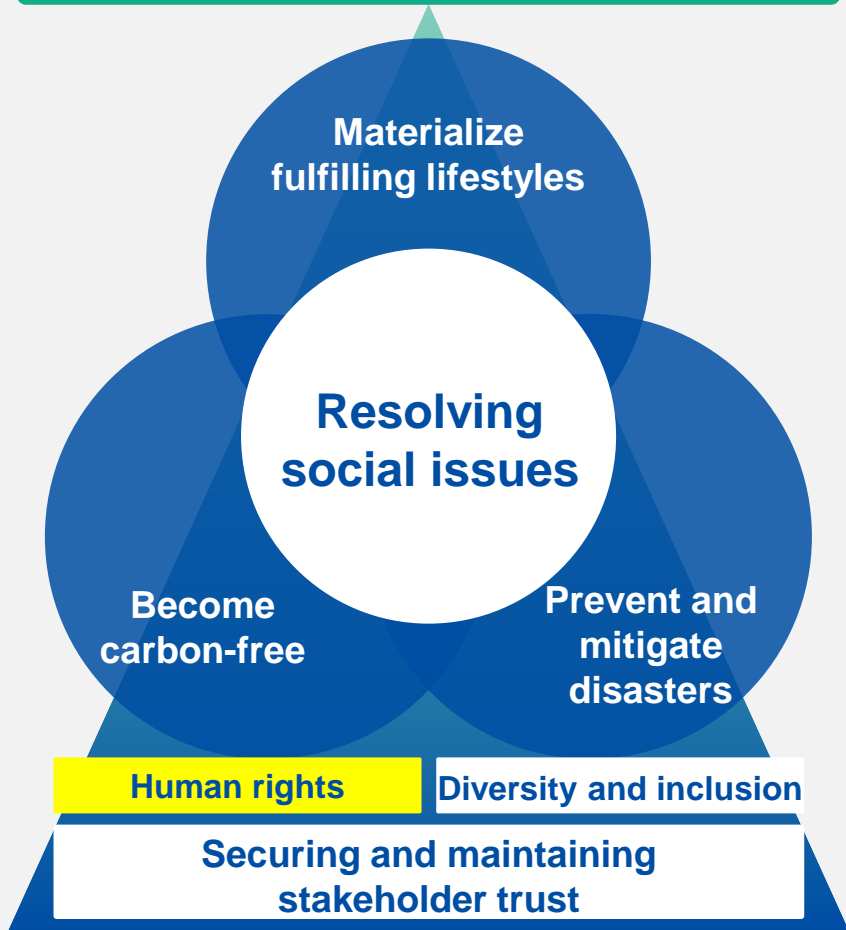 Materialize
fulfilling lifestyles
Resolving
social issues
Become
carbon-free
Prevent and
mitigate
disasters
Human rights
Diversity and inclusion
Securing and maintaining
stakeholder trust